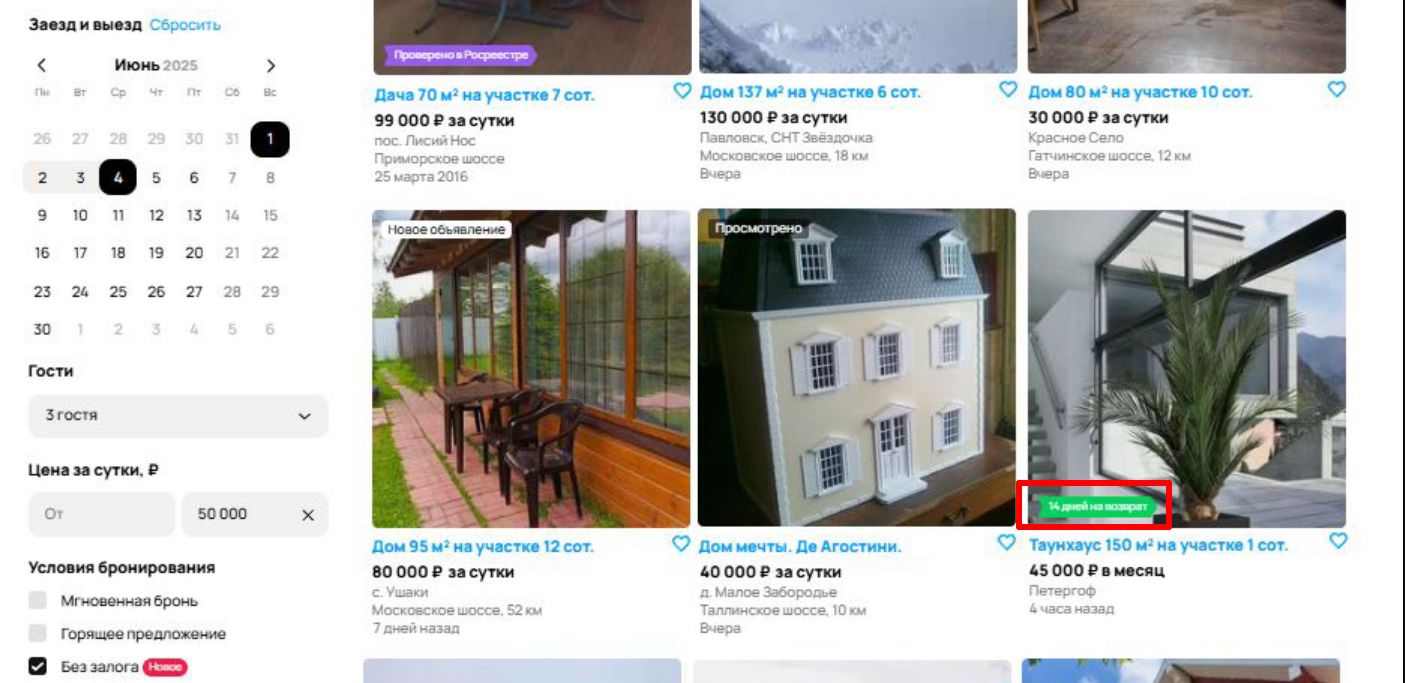 Заезд и выезд Сбросить
Июнь 2025
Пн Вт Ср Чт Пт Сб Вс
26 27 28 29 30 31 1
2 3 4 5 6 7 8
9 10 11 12 13 14 15
16 17 18 19 20 21 22
23 24 25 26 27 28 29
30 1 2 3 4 5 6
Гости
3 гостя
Цена за сутки, ₽
От
50 000
Условия бронирования
Мгновенная бронь
Горящее предложение
Без залога Новое
Проверено в Росреестре
Дача 70 м² на участке 7 сот.
99 000 ₽ за сутки
пос. Лисий Нос
Приморское шоссе
25 марта 2016
Дом 137 м² на участке 6 сот.
130 000 ₽ за сутки
Павловск, СНТ Звёздочка
Московское шоссе, 18 км
Вчера
Дом 80 м² на участке 10 сот.
30 000 ₽ за сутки
Красное Село
Гатчинское шоссе, 12 км
Вчера
Новое объявление
Дом 95 м² на участке 12 сот.
80 000 ₽ за сутки
с. Ушаки
Московское шоссе, 52 км
7 дней назад
Просмотрено
Дом мечты. Де Агостини.
40 000 ₽ за сутки
д. Малое Забородье
Таллинское шоссе, 10 км
Вчера
14 дней на возврат
Таунхаус 150 м² на участке 1 сот.
45 000 ₽ в месяц
Петергоф
4 часа назад